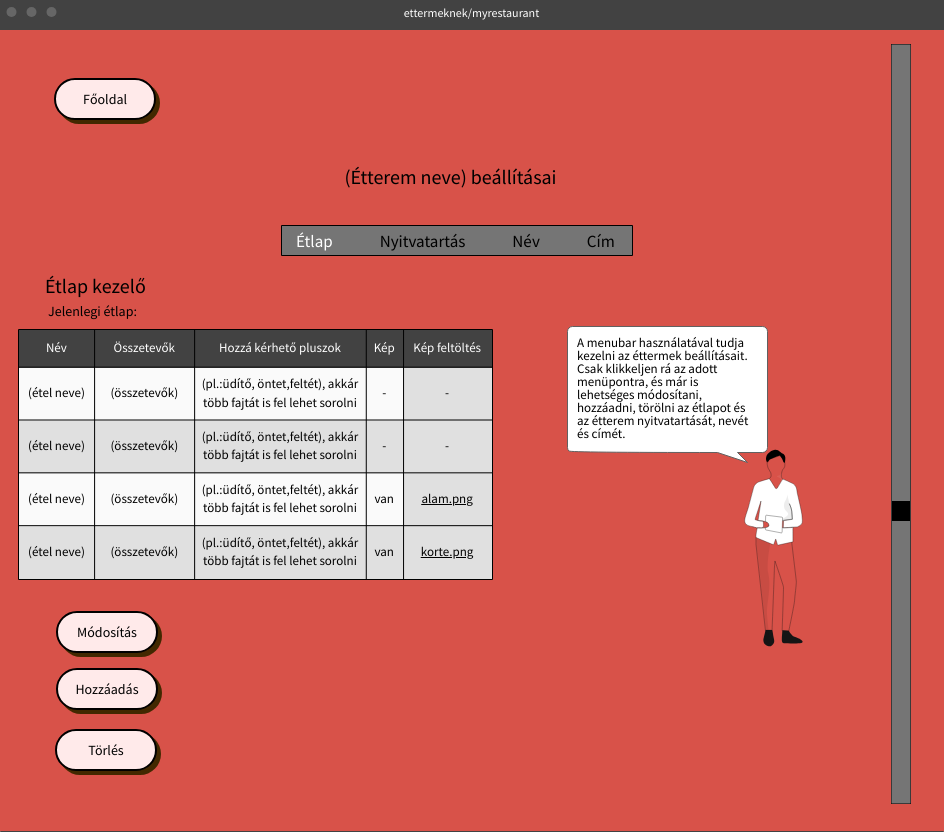 ettermeknek/myrestaurant
Főoldal
(Étterem neve) beállításai
Étlap Nyitvatartás Név Cím
Étlap kezelő
Jelenlegi étlap:
Név Összetevők Hozzá kérhető pluszok Kép Kép feltöltés
(étel neve) (összetevők) (pl.:üdítő, öntet,feltét), akkár
több fajtát is fel lehet sorolni - -
(étel neve) (összetevők) (pl.:üdítő, öntet,feltét), akkár
több fajtát is fel lehet sorolni - -
(étel neve) (összetevők) (pl.:üdítő, öntet,feltét), akkár
több fajtát is fel lehet sorolni van alam.png
(étel neve) (összetevők) (pl.:üdítő, öntet,feltét), akkár
több fajtát is fel lehet sorolni van korte.png
A menubar használatával tudja
kezelni az éttermek beállításait.
Csak klikkeljen rá az adott
menüpontra, és már is
lehetséges módosítani,
hozzáadni, törölni az étlapot és
az étterem nyitvatartását, nevét
és címét.
Módosítás
Hozzáadás
Törlés